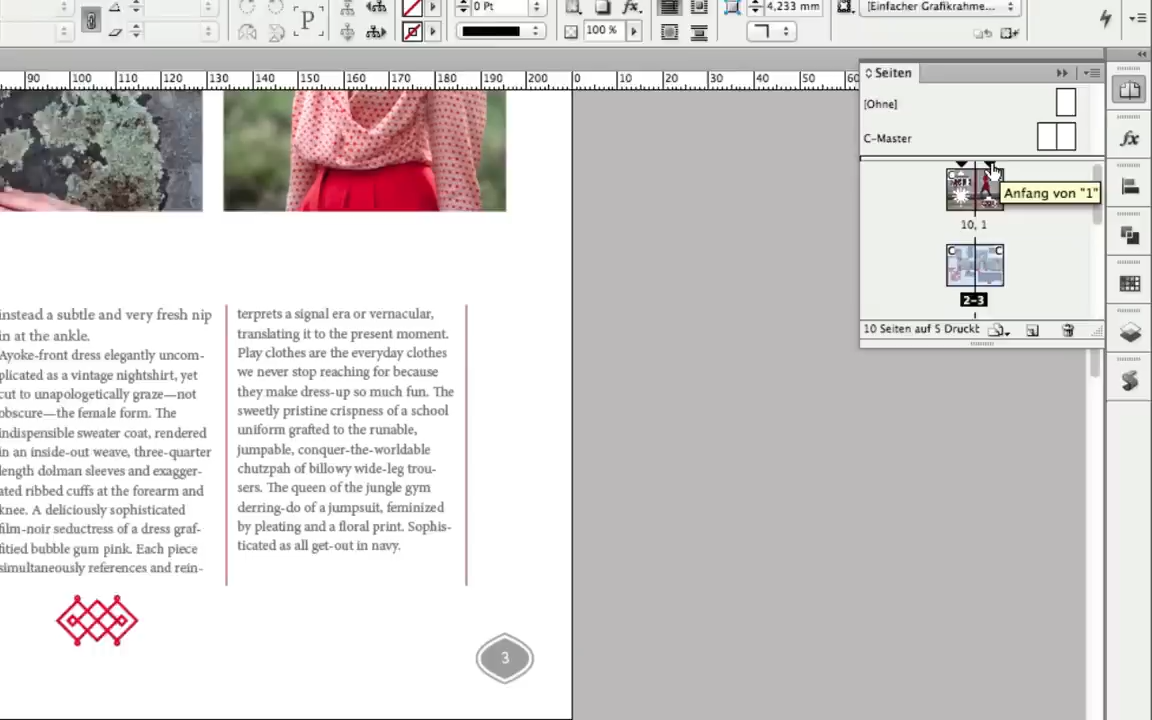 P
0 Pt
fx.
100 %
4,233 mm
[Einfacher Grafikrahme...
90
100
110
120
130
140
150
160
170
180
190
200
0
10
20
30
40
50
Seiten
[Ohne]
C-Master
C
Anfang von "1"
10, 1
C
C
2-3
10 Seiten auf 5 Druckt
fx
instead a subtle and very fresh nip
in at the ankle.
Ayoke-front dress elegantly uncom-
plicated as a vintage nightshirt, yet
cut to unapologetically graze—not
obscure—the female form. The
indispensible sweater coat, rendered
in an inside-out weave, three-quarter
length dolman sleeves and exagger-
ated ribbed cuffs at the forearm and
knee. A deliciously sophisticated
film-noir seductress of a dress graf-
fitied bubble gum pink. Each piece
simultaneously references and rein-
terprets a signal era or vernacular,
translating it to the present moment.
Play clothes are the everyday clothes
we never stop reaching for because
they make dress-up so much fun. The
sweetly pristine crispness of a school
uniform grafted to the runable,
jumpable, conquer-the-worldable
chutzpah of billowy wide-leg trou-
sers. The queen of the jungle gym
derring-do of a jumpsuit, feminized
by pleating and a floral print. Sophis-
ticated as all get-out in navy.
3